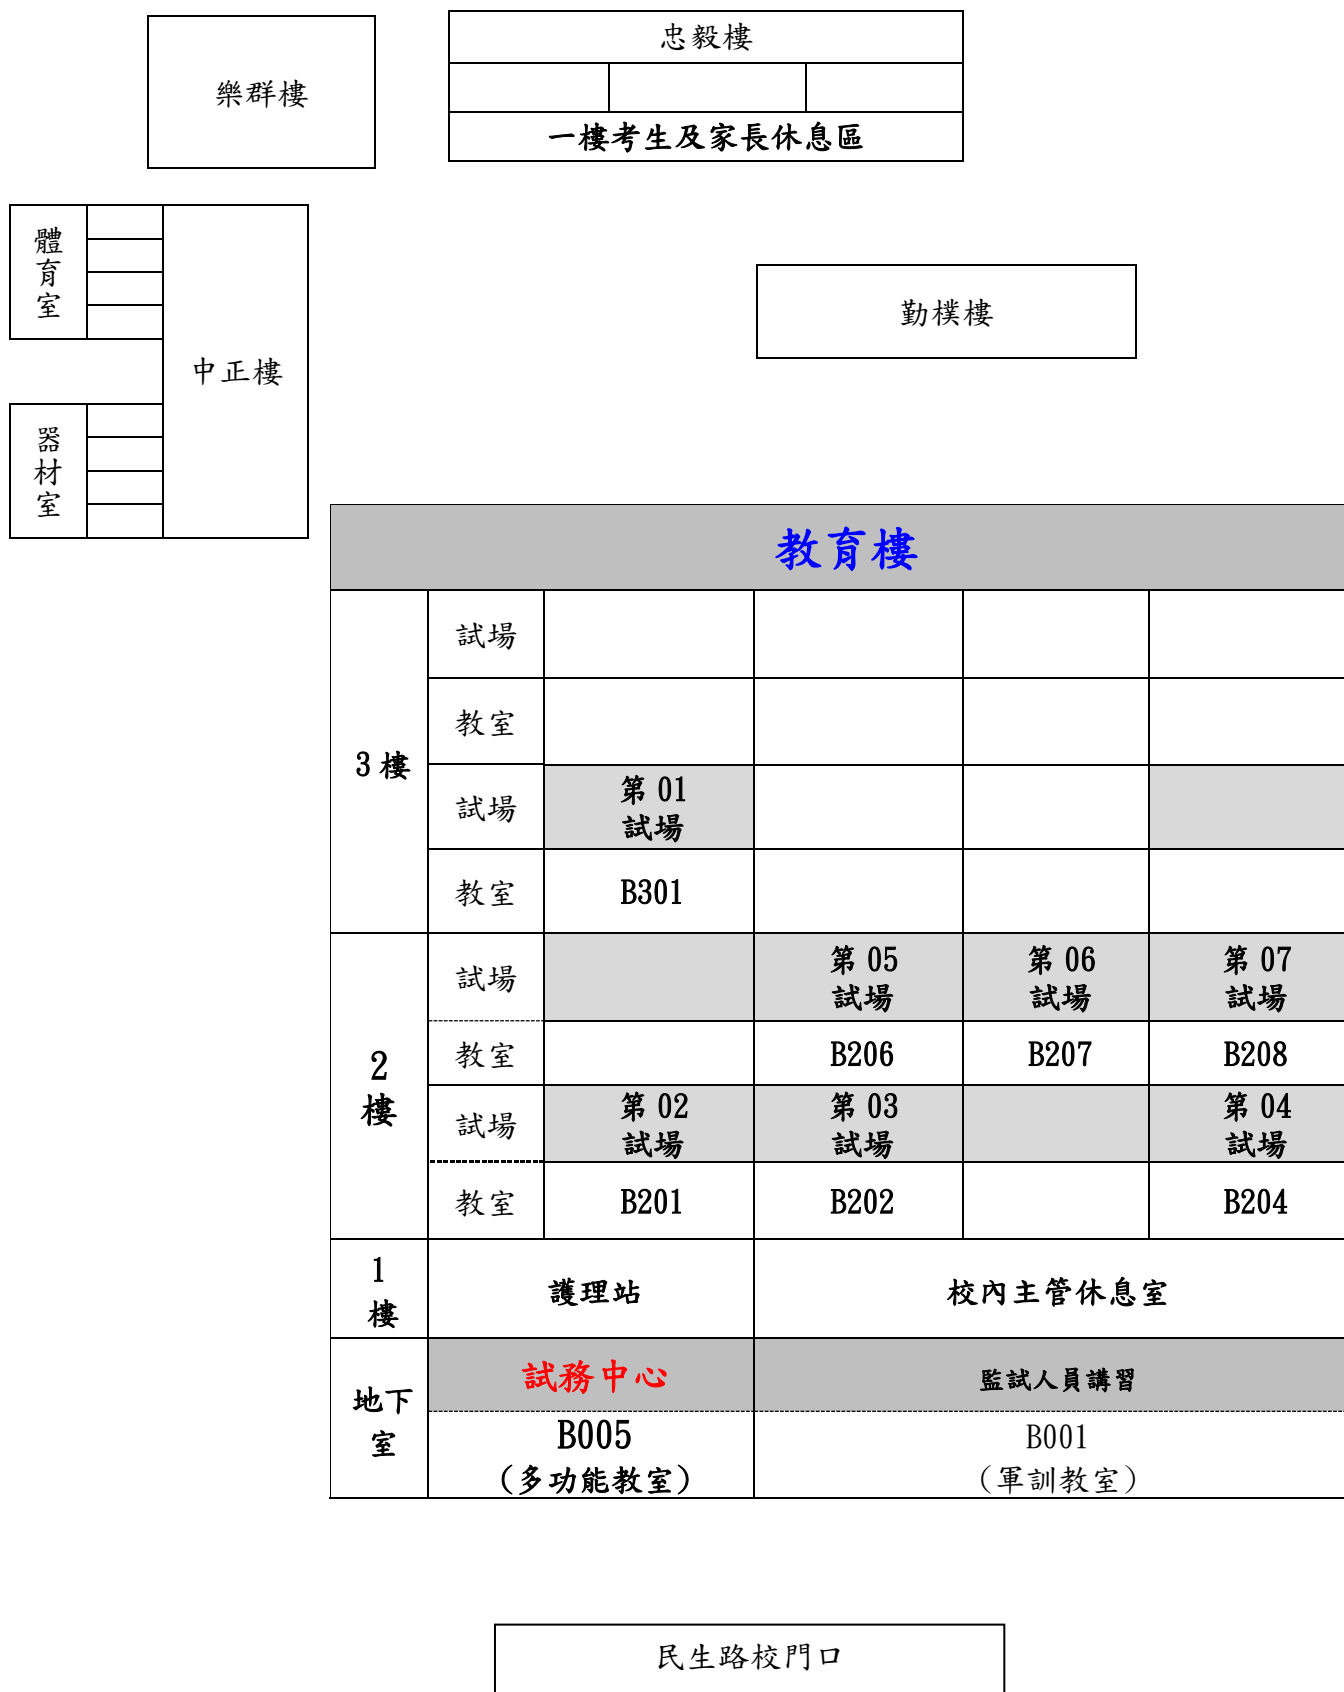 忠毅樓
樂群樓
一樓考生及家長休息區
體育室
勤樸樓
中正樓
器材室
教育樓
3樓
試場
教室
試場
第 01
試場
教室
B301
2
樓
試場
第 05
試場
第 06
試場
第 07
試場
教室
B206
B207
B208
試場
第 02
試場
第 03
試場
第 04
試場
教室
B201
B202
B204
1
樓
護理站
校內主管休息室
地下
室
試務中心
監試人員講習
B005
(多功能教室)
B001
(軍訓教室)
民生路校門口